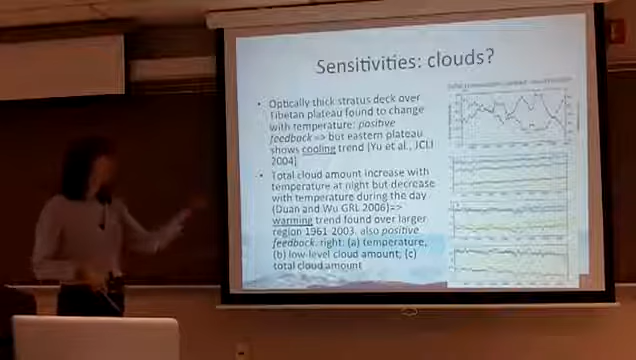 Sensitivities: clouds?
• Optically thick stratus deck over
Tibetan plateau found to change
with temperature: positive
feedback => but eastern plateau
shows cooling trend [Yu et al., JCLI
2004]
• Total cloud amount increase with
temperature at night but decrease
with temperature during the day
(Duan and Wu GRL 2006)=>
warming trend found over larger
region 1961-2003. also positive
feedback. right: (a) temperature,
(b) low-level cloud amount; (c)
total cloud amount